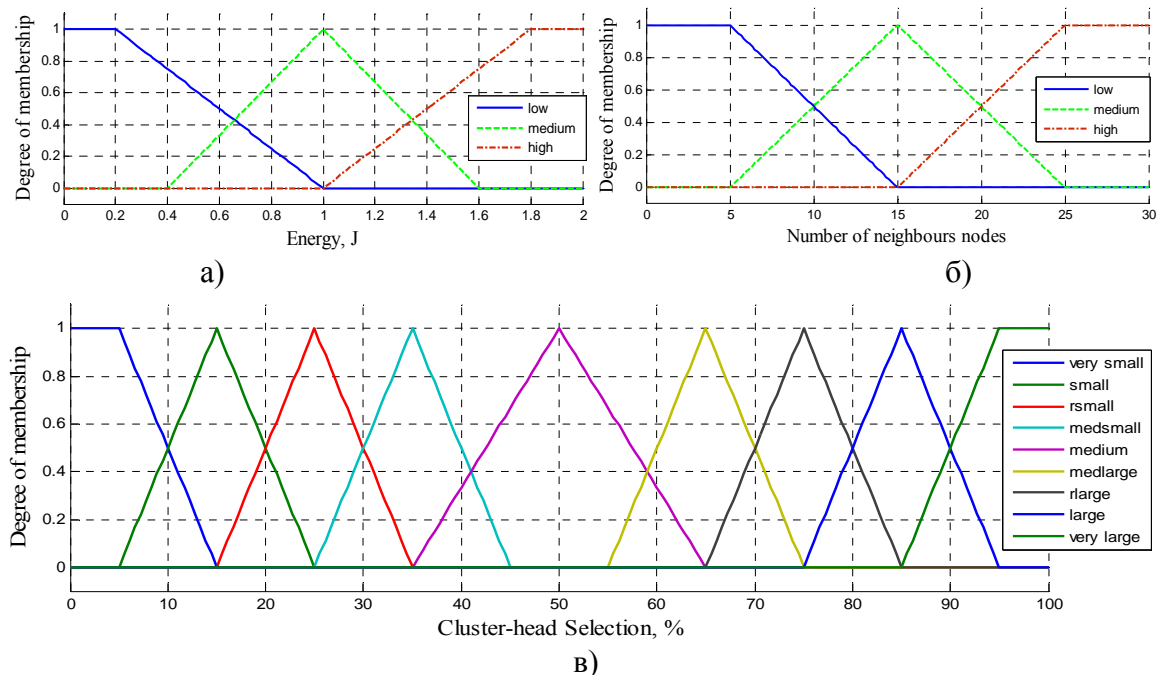 Degree of membership
1
0.8
0.6
0.4
0.2
0
0 0.2 0.4 0.6 0.8 1 1.2 1.4 1.6 1.8 2
Energy, J
low
medium
high
а)
Degree of membership
1
0.8
0.6
0.4
0.2
0
0 5 10 15 20 25 30
Number of neighbours nodes
low
medium
high
б)
Degree of membership
1
0.8
0.6
0.4
0.2
0
0 10 20 30 40 50 60 70 80 90 100
Cluster-head Selection, %
very small
small
rsmall
medsmall
medium
medlarge
rlarge
large
very large
в)